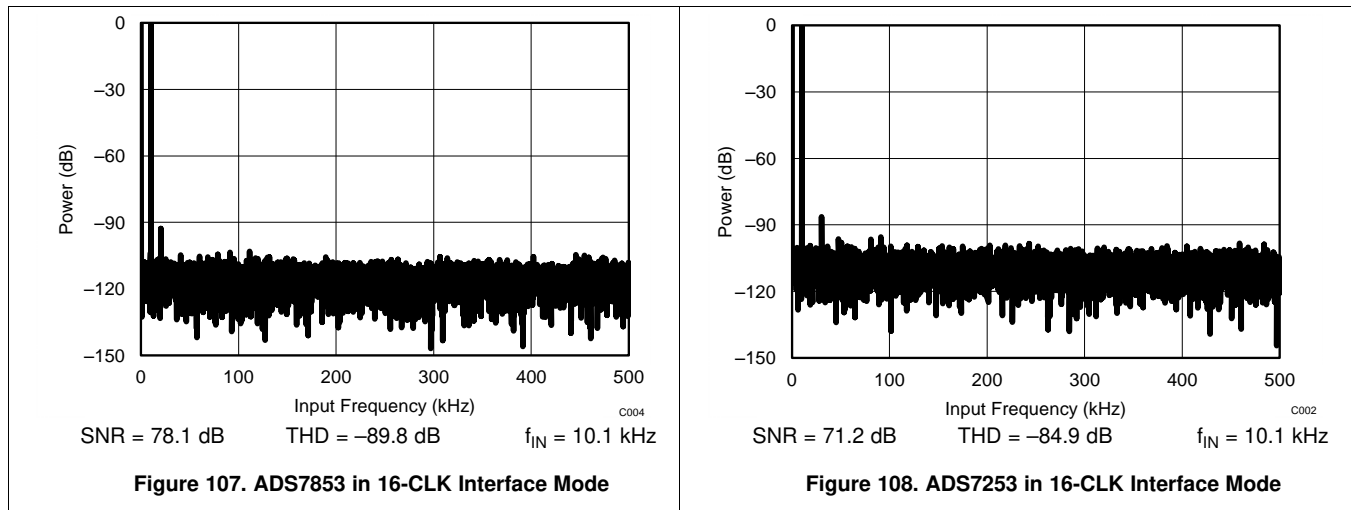 0
–30
–60
–90
–120
–150
Power (dB)
0 100 200 300 400 500
Input Frequency (kHz)
C004
SNR = 78.1 dB THD = –89.8 dB fIN = 10.1 kHz
Figure 107. ADS7853 in 16-CLK Interface Mode
0
–30
–60
–90
–120
–150
Power (dB)
0 100 200 300 400 500
Input Frequency (kHz)
C002
SNR = 71.2 dB THD = –84.9 dB fIN = 10.1 kHz
Figure 108. ADS7253 in 16-CLK Interface Mode